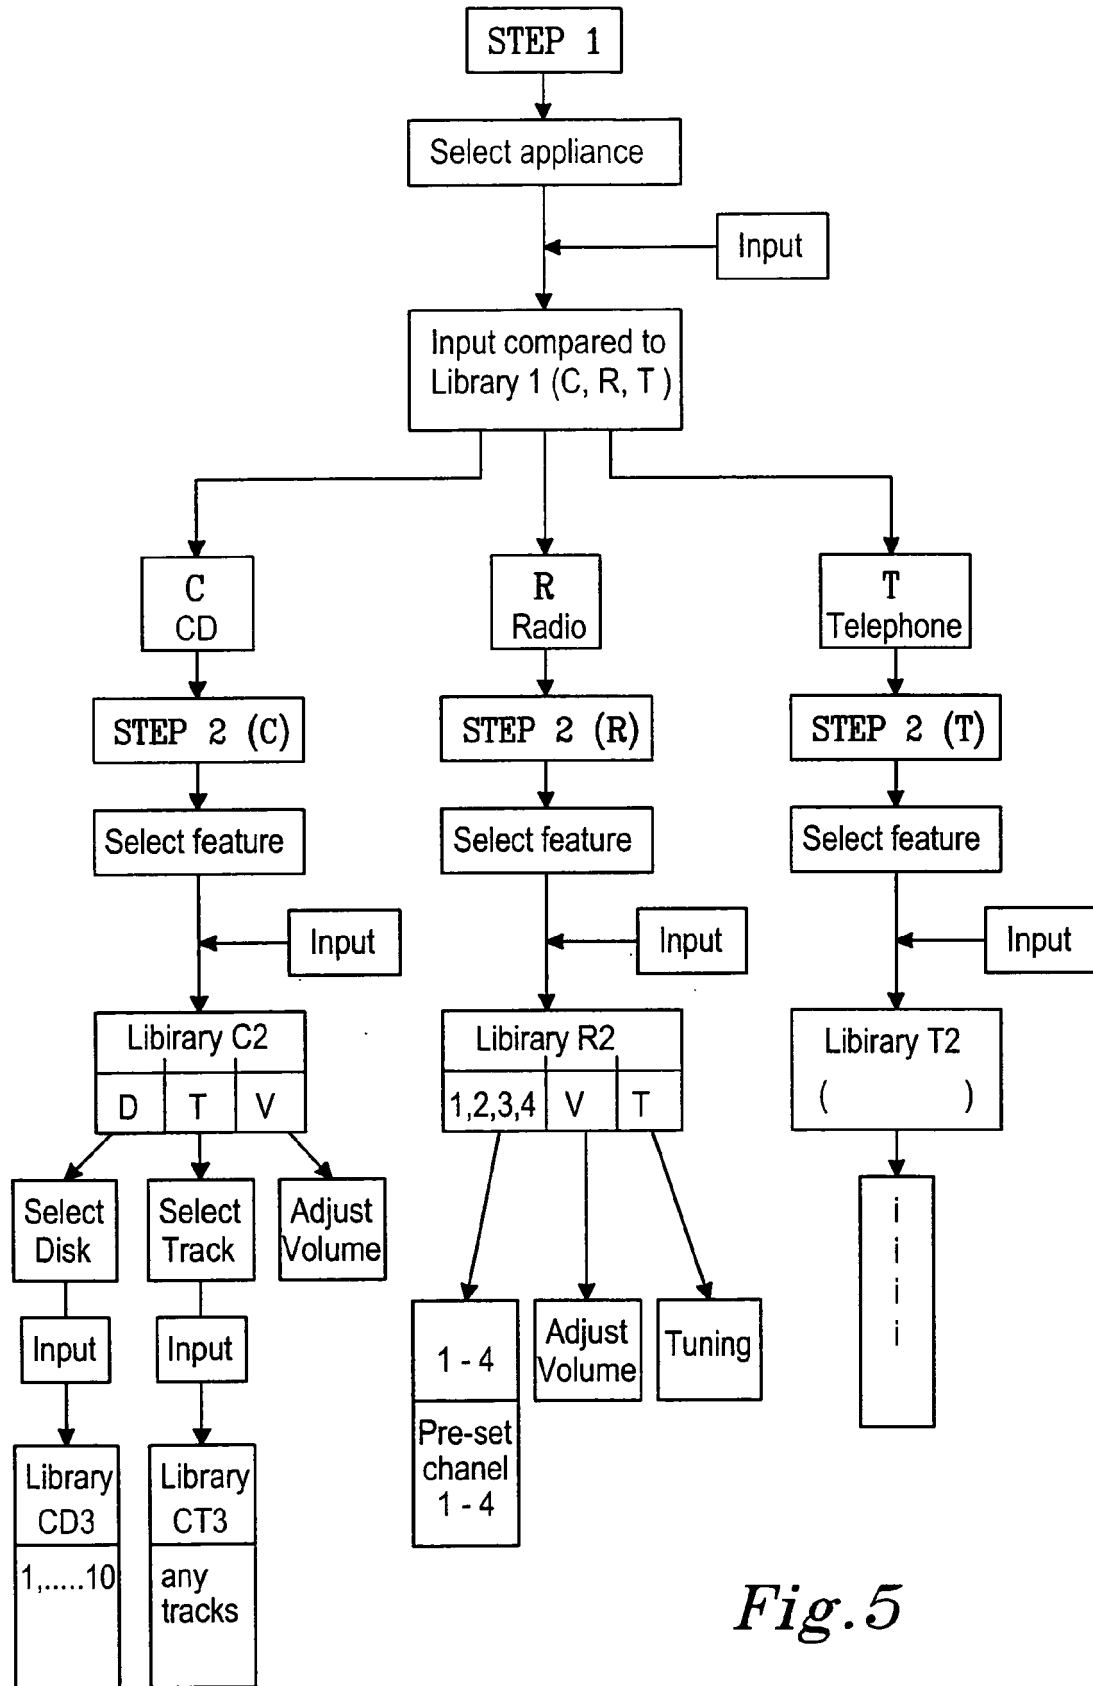 STEP 1
Select appliance
Input
Input compared to
Library 1 (C, R, T )
C
CD
R
Radio
T
Telephone
STEP 2 (C)
STEP 2 (R)
STEP 2 (T)
Select feature
Select feature
Select feature
Input
Input
Input
Libirary C2
D T V
Libirary R2
1,2,3,4 V T
Libirary T2
( )
Select
Disk
Select
Track
Adjust
Volume
Input
Input
1 - 4
Adjust
Volume
Tuning
Pre-set
chanel
1 - 4
Library
CD3
1,.....10
Library
CT3
any
tracks
Fig.5